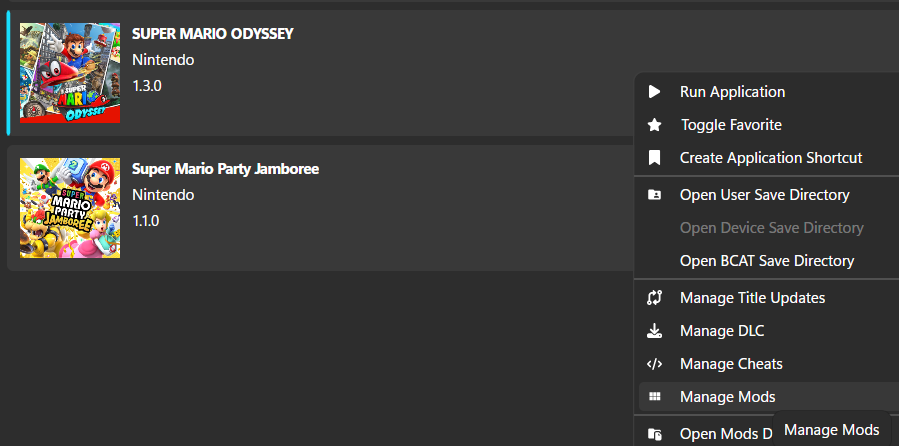 SUPER MARIO ODYSSEY
Nintendo
1.3.0
SUPER
MARIO
ODYSSEY
Super Mario Party Jamboree
Nintendo
1.1.0
SUPER
MARIO
PARTY
JAMBOREE
Run Application
Toggle Favorite
Create Application Shortcut
Open User Save Directory
Open Device Save Directory
Open BCAT Save Directory
Manage Title Updates
Manage DLC
Manage Cheats
Manage Mods
Open Mods D
Manage Mods